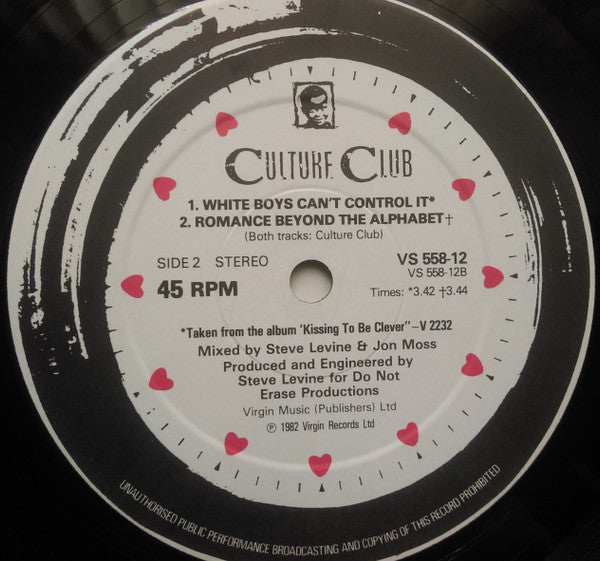 CULTURE CLUB
1. WHITE BOYS CAN'T CONTROL IT*
2. ROMANCE BEYOND THE ALPHABET†
(Both tracks: Culture Club)
SIDE 2 STEREO
VS 558-12
VS 558-12B
45 RPM
Times: *3.42 †3.44
*Taken from the album 'Kissing To Be Clever"–V 2232
Mixed by Steve Levine & Jon Moss
Produced and Engineered by
Steve Levine for Do Not
Erase Productions
Virgin Music (Publishers) Ltd
℗ 1982 Virgin Records Ltd
UNAUTHORISED PUBLIC PERFORMANCE BROADCASTING AND COPYING OF THIS RECORD PROHIBITED